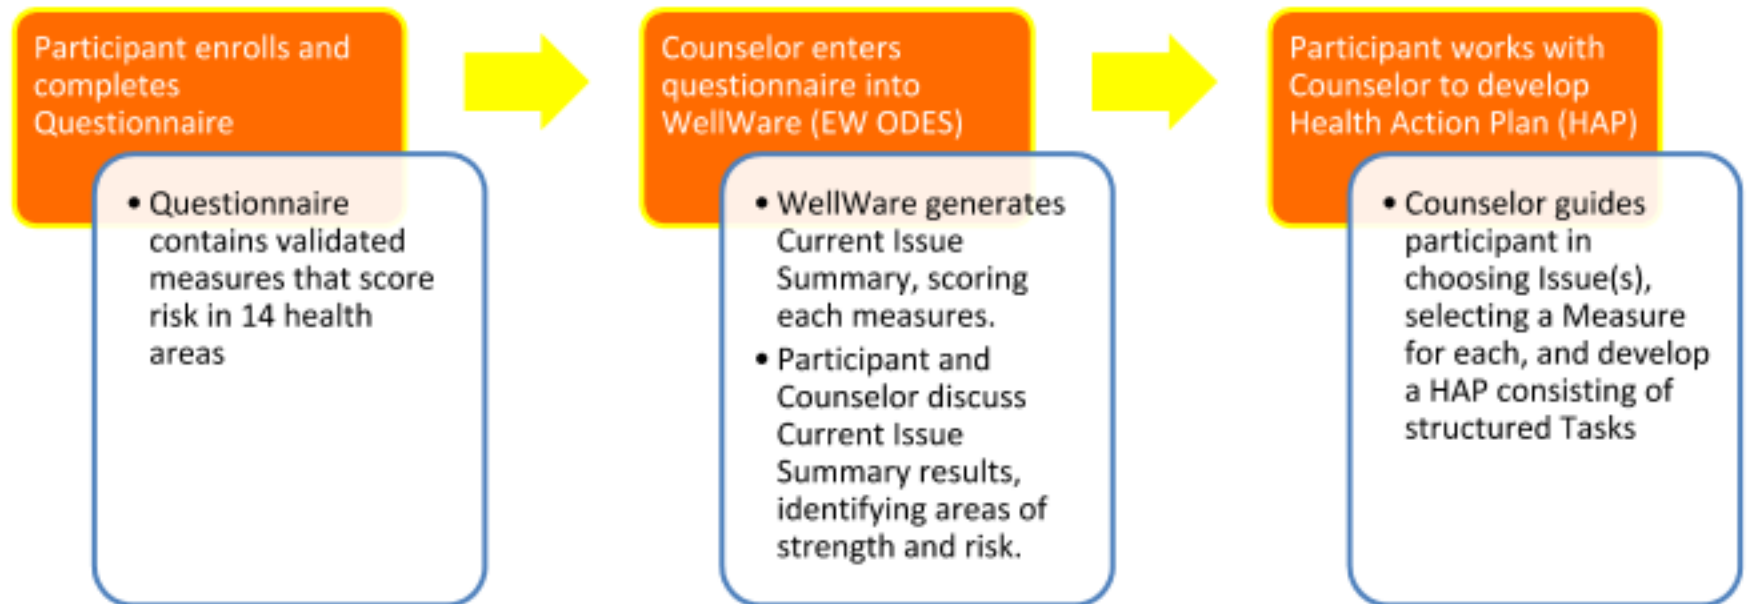 Participant enrolls and
completes
Questionnaire
• Questionnaire
contains validated
measures that score
risk in 14 health
areas
Counselor enters
questionnaire into
WellWare (EW ODES)
• WellWare generates
Current Issue
Summary, scoring
each measures.
• Participant and
Counselor discuss
Current Issue
Summary results,
identifying areas of
strength and risk.
Participant works with
Counselor to develop
Health Action Plan (HAP)
• Counselor guides
participant in
choosing Issue(s),
selecting a Measure
for each, and develop
a HAP consisting of
structured Tasks